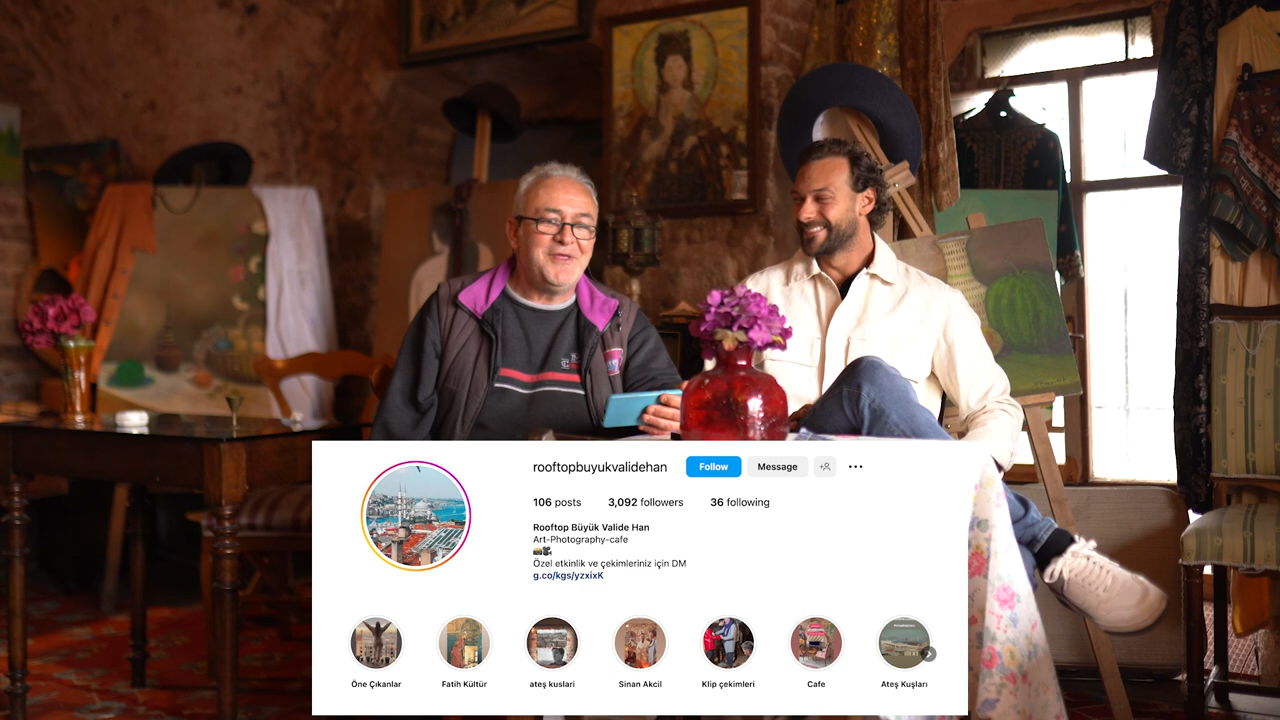 rooftopbuyukvalidehan Follow Message
106 posts 3,092 followers 36 following
Rooftop Büyük Valide Han
Art-Photography-cafe
Özel etkinlik ve çekimleriniz için DM
g.co/kgs/yzxixK
Öne Çıkanlar Fatih Kültür ateş kuslari Sinan Akcil Klip çekimleri Cafe Ateş Kuşları